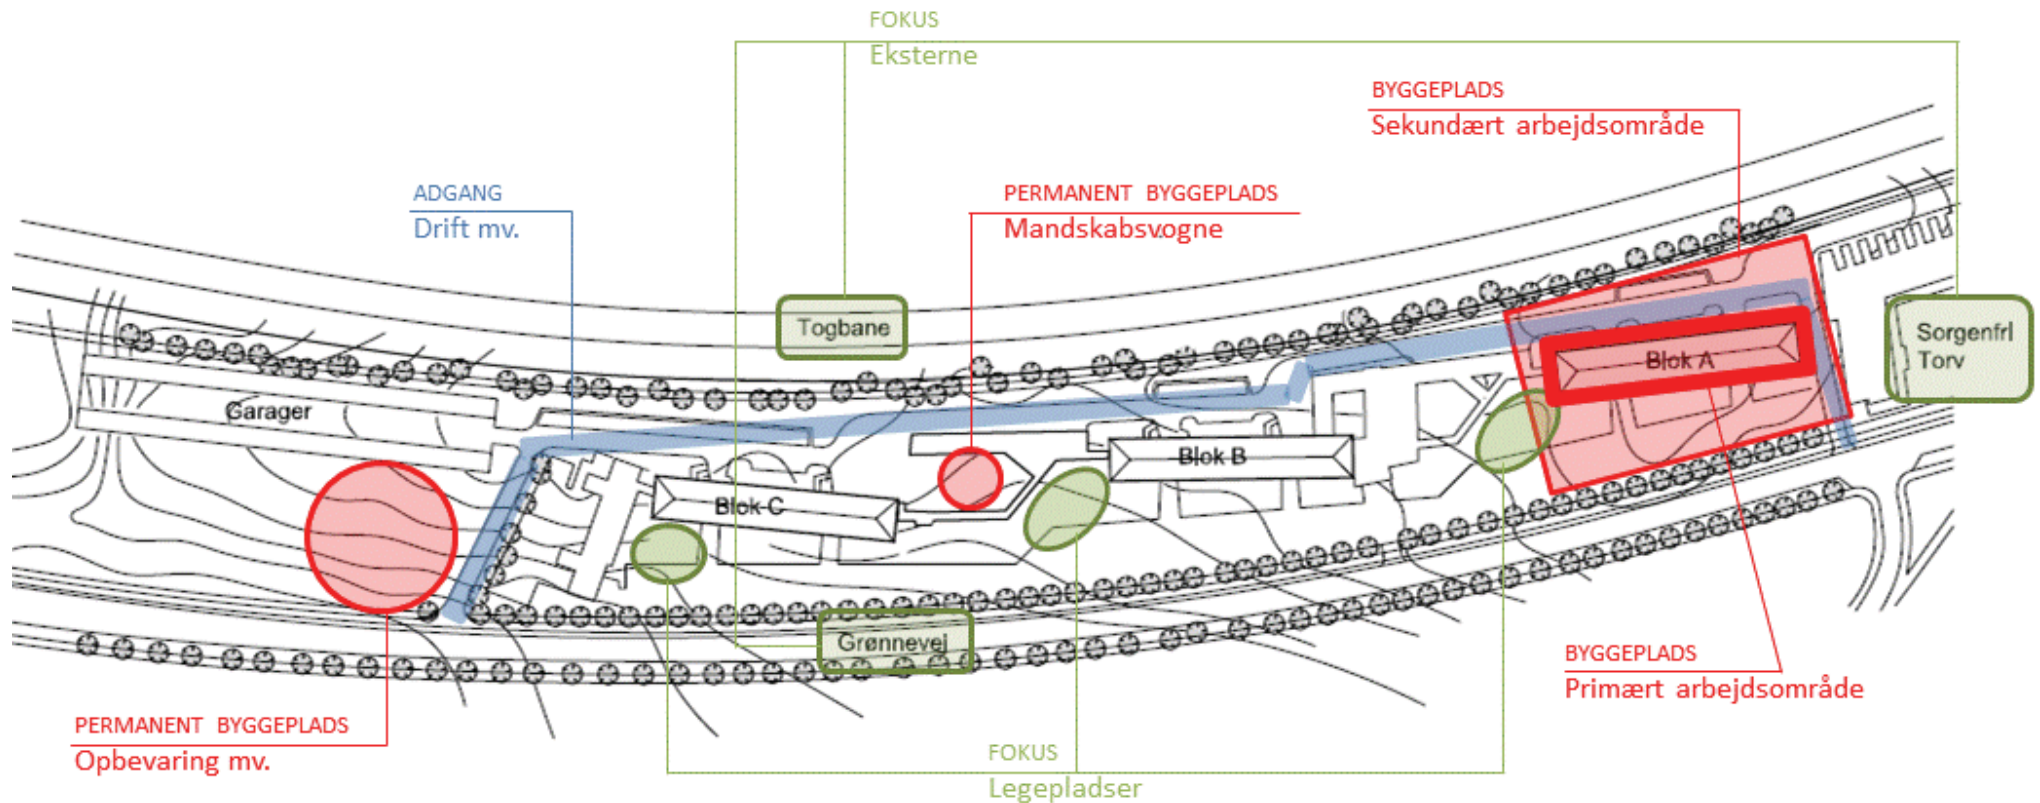 FOKUS
Eksterne
BYGGEPLADS
Sekundært arbejdsområde
ADGANG
Drift mv.
PERMANENT BYGGEPLADS
Mandskabsvogne
Togbane
Sorgenfri
Torv
Blok A
Garager
Blok B
Blok C
Grønnevej
BYGGEPLADS
Primært arbejdsområde
PERMANENT BYGGEPLADS
Opbevaring mv.
FOKUS
Legepladser